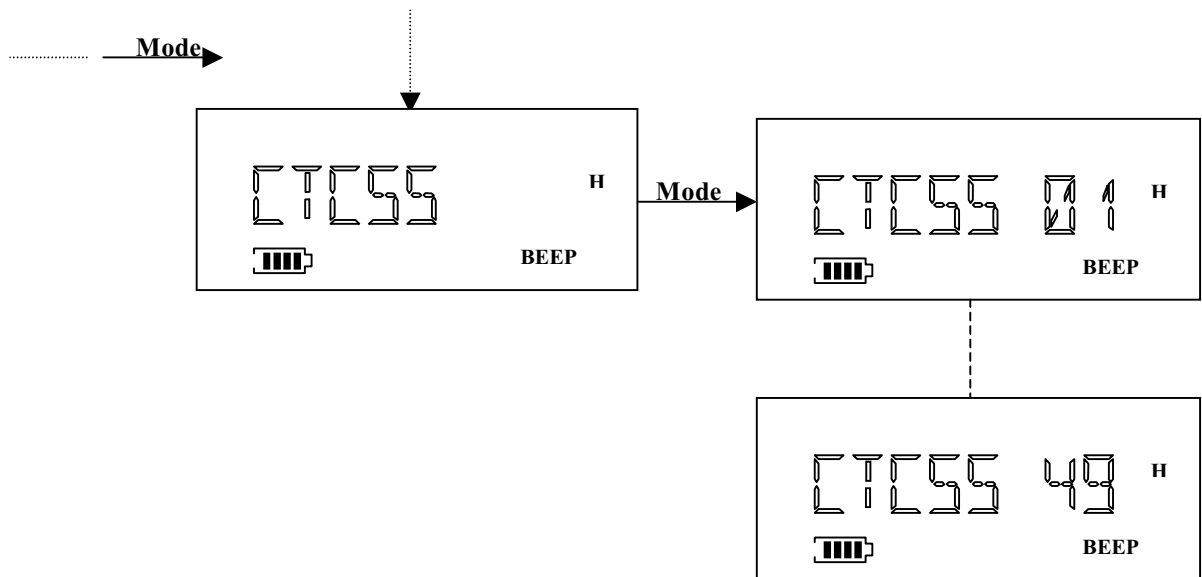 Mode
CTCSS H
BEEP
Mode
CTCSS 01 H
BEEP
CTCSS 49 H
BEEP